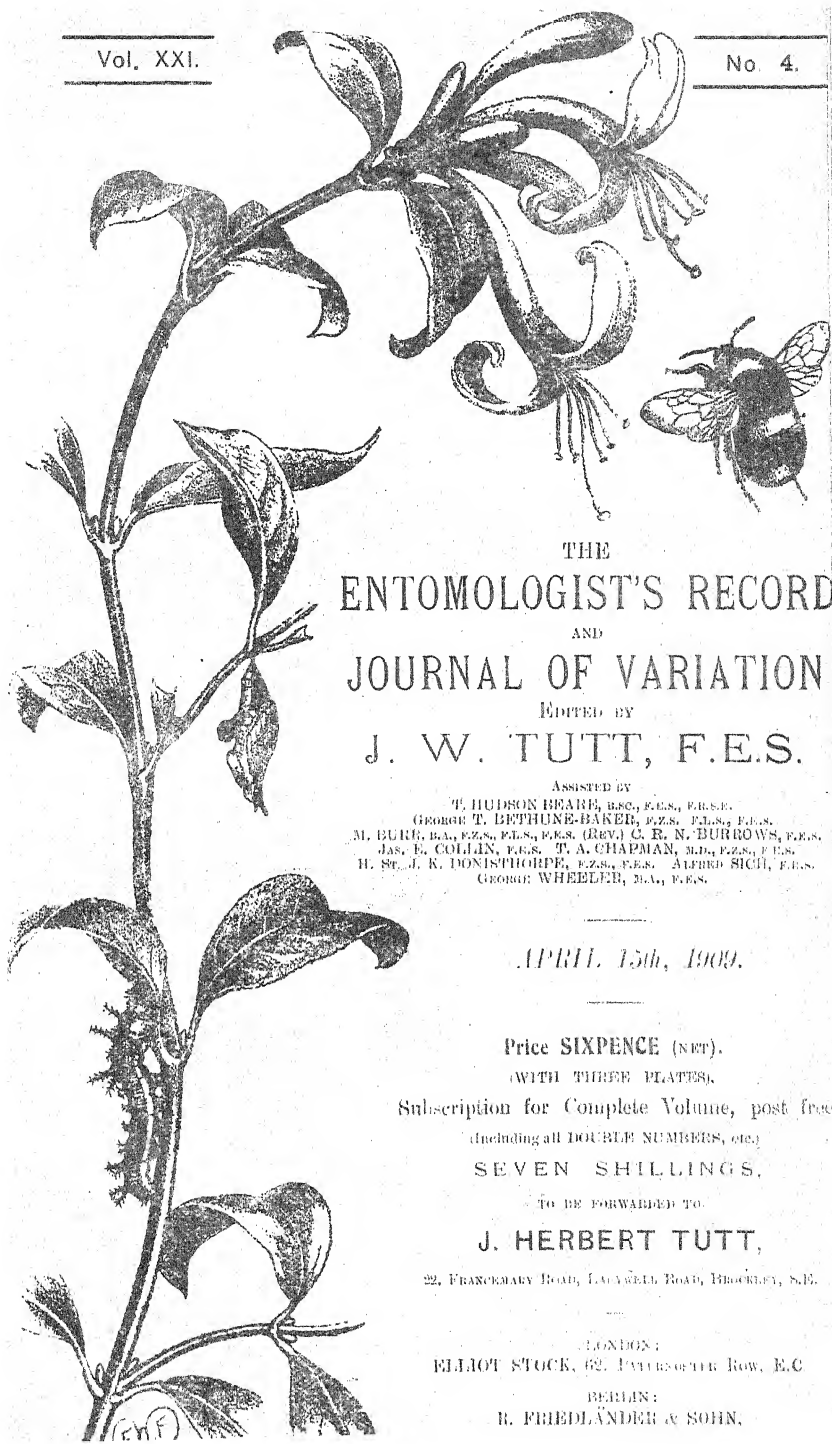 Vol. XXI.
No. 4.
THE
ENTOMOLOGIST'S RECORD
AND
JOURNAL OF VARIATION
EDITED BY
J. W. TUTT, F.E.S.
ASSISTED BY
T. HUDSON BEARE, B.SC., F.E.S., F.R.S.E.
GEORGE T. BETHUNE-BAKER, F.Z.S., F.L.S., F.E.S.
M. BURR, B.A., F.Z.S., F.L.S., F.E.S. (REV.) C. R. N. BURROWS, F.E.S.
JAS. E. COLLIN, F.E.S. T. A. CHAPMAN, M.D., F.Z.S., F.E.S.
H. ST. J. K. DONISTHORPE, F.Z.S., F.E.S. ALFRED SICH, F.E.S.
GEORGE WHEELER, M.A., F.E.S.
APRIL 15th, 1909.
Price SIXPENCE (NET).
(WITH THREE PLATES).
Subscription for Complete Volume, post free
(Including all DOUBLE NUMBERS, etc.)
SEVEN SHILLINGS,
TO BE FORWARDED TO
J. HERBERT TUTT,
22, FRANCEMARY ROAD, LADYWELL ROAD, BROCKLEY, S.E.
LONDON:
ELLIOT STOCK, 62, PATERNOSTER ROW, E.C
BERLIN:
R. FRIEDLÄNDER & SOHN.